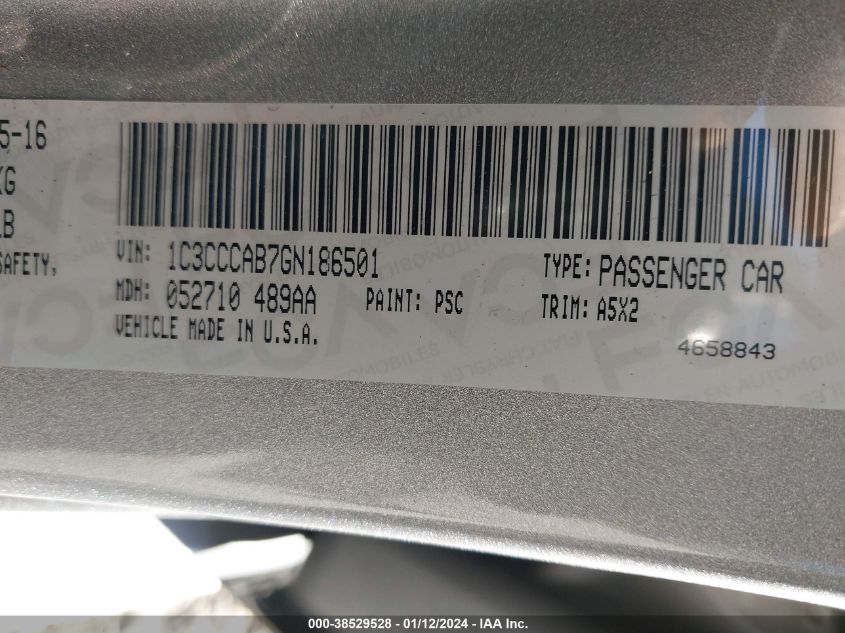 5-16
KG
LB
SAFETY,
VIN: 1C3CCCAB7GN186501
TYPE: PASSENGER CAR
MDH: 052710 489AA
PAINT: PSC
TRIM: A5X2
VEHICLE MADE IN U.S.A.
4658843
000-38529528 - 01/12/2024 - IAA Inc.